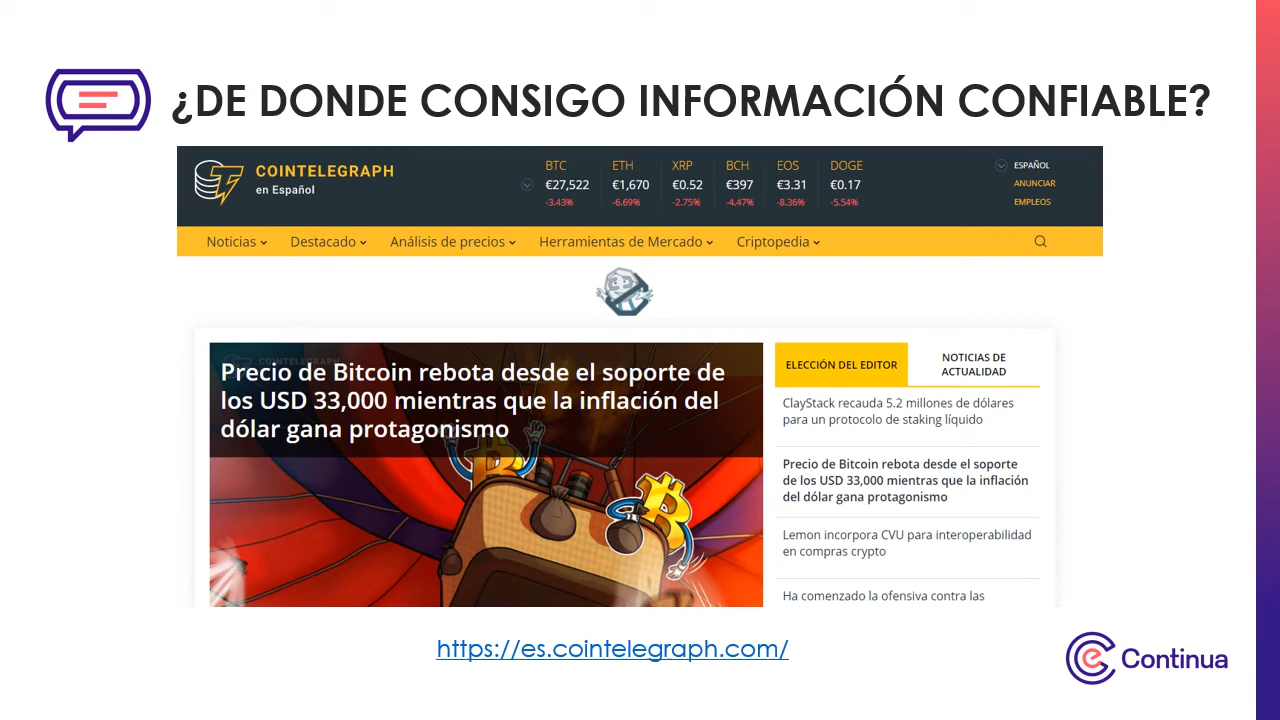 ¿DE DONDE CONSIGO INFORMACIÓN CONFIABLE?
COINTELEGRAPH
en Español
BTC ETH XRP BCH EOS DOGE
€27,522 €1,670 €0.52 €397 €3.31 €0.17
-3.43% -6.69% -2.75% -4.47% -8.36% -5.54%
ESPAÑOL
ANUNCIAR
EMPLEOS
Noticias Destacado Análisis de precios Herramientas de Mercado Criptopedia
COINTELEGRAPH
Precio de Bitcoin rebota desde el soporte de
los USD 33,000 mientras que la inflación del
dólar gana protagonismo
ELECCIÓN DEL EDITOR
NOTICIAS DE
ACTUALIDAD
ClayStack recauda 5.2 millones de dólares
para un protocolo de staking líquido
Precio de Bitcoin rebota desde el soporte
de los USD 33,000 mientras que la inflación
del dólar gana protagonismo
Lemon incorpora CVU para interoperabilidad
en compras crypto
Ha comenzado la ofensiva contra las
https://es.cointelegraph.com/
Continua